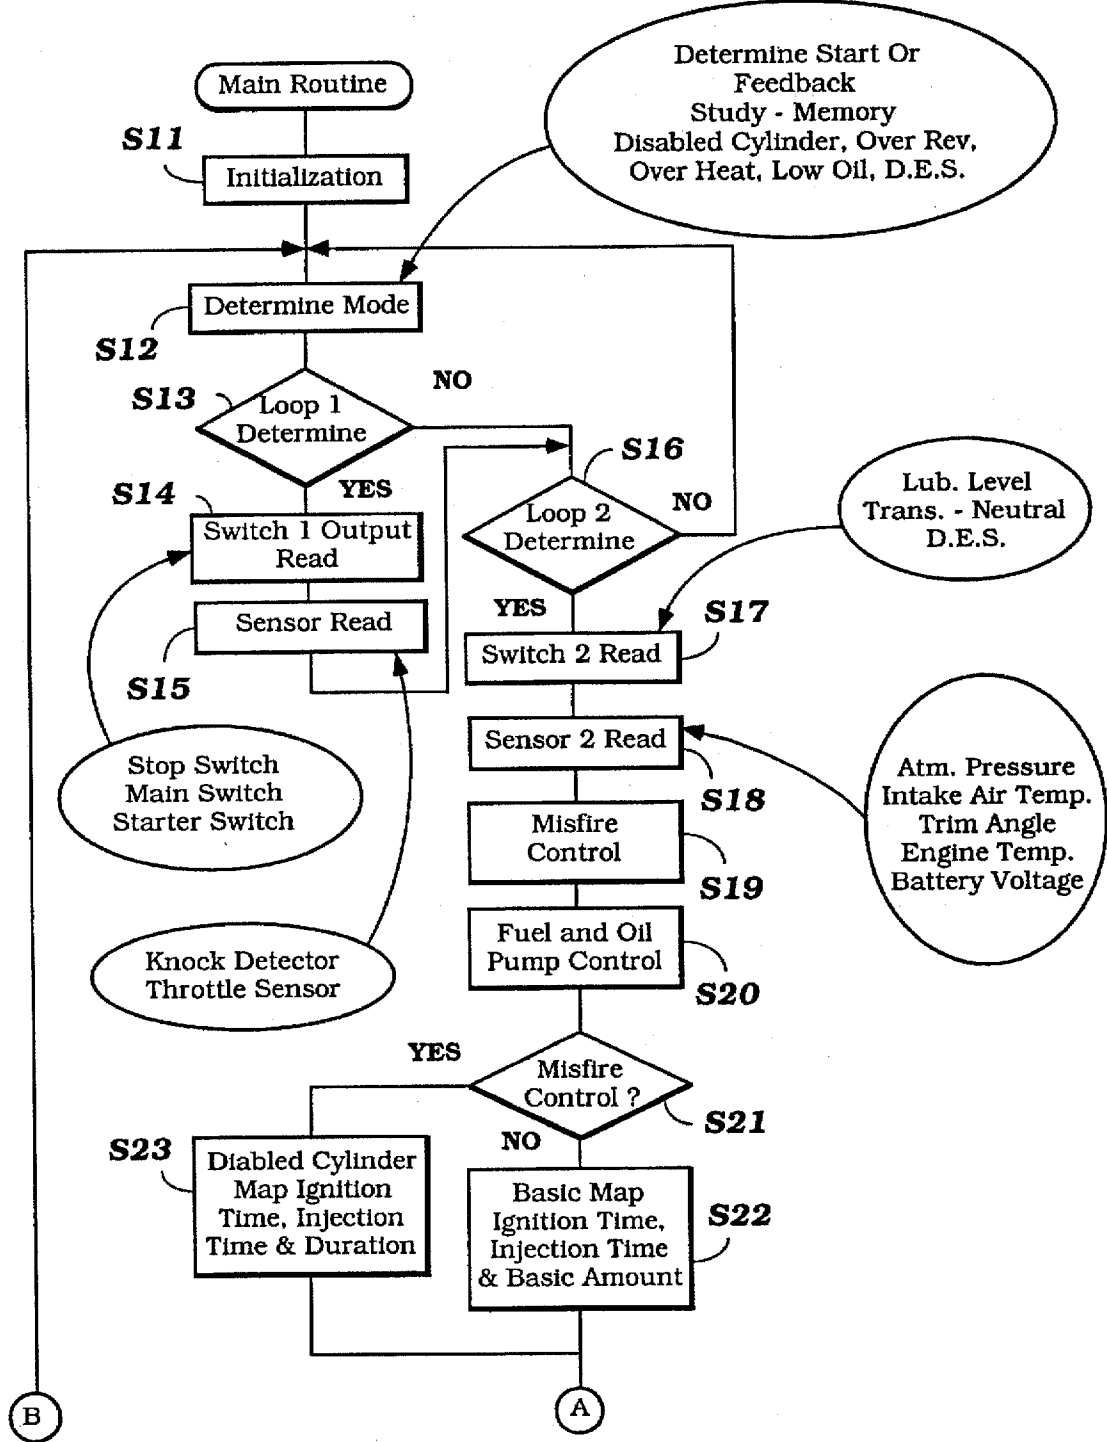 Main Routine
Determine Start Or
Feedback
Study - Memory
Disabled Cylinder, Over Rev,
Over Heat, Low Oil, D.E.S.
S11
Initialization
Determine Mode
S12
S13
Loop 1
Determine
NO
YES
S14
Switch 1 Output
Read
Sensor Read
S15
S16
Loop 2
Determine
NO
YES
Lub. Level
Trans. - Neutral
D.E.S.
S17
Switch 2 Read
Sensor 2 Read
S18
Stop Switch
Main Switch
Starter Switch
Atm. Pressure
Intake Air Temp.
Trim Angle
Engine Temp.
Battery Voltage
Misfire
Control
S19
Knock Detector
Throttle Sensor
Fuel and Oil
Pump Control
S20
YES
Misfire
Control ?
S21
NO
S23
Diabled Cylinder
Map Ignition
Time, Injection
Time & Duration
Basic Map
Ignition Time,
Injection Time
& Basic Amount
S22
B
A